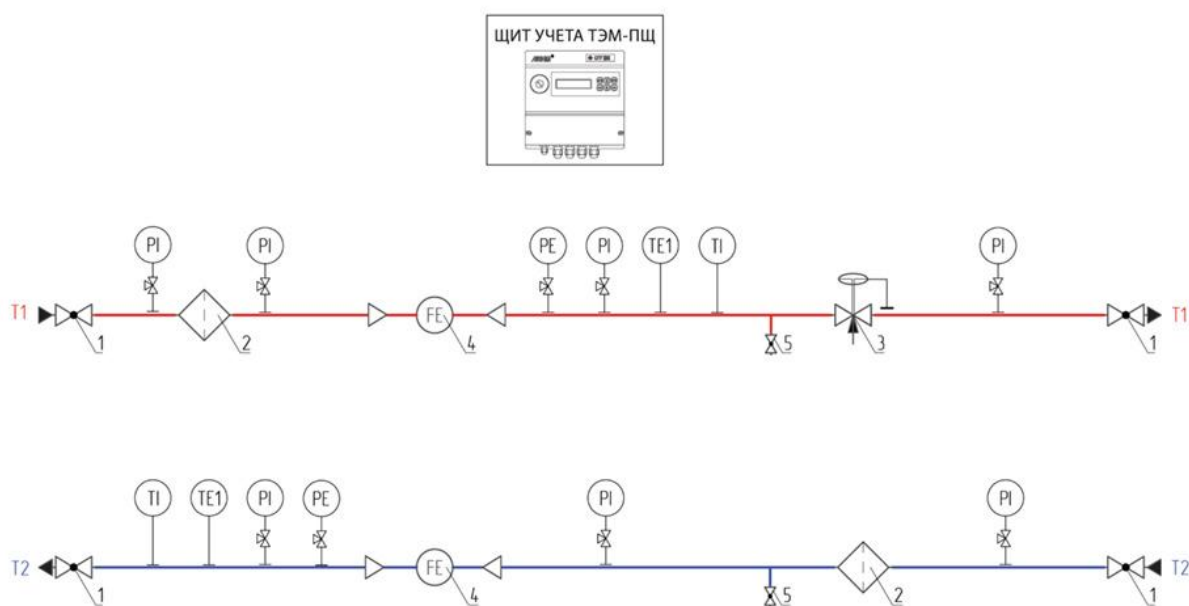 ЩИТ УЧЕТА ТЭМ-ПЩ
PI PI PE PI TE1 TI PI
T1 FE T1
1 2 4 5 3 1
TI TE1 PI PE PI PI
T2 FE T2
1 4 5 2 1